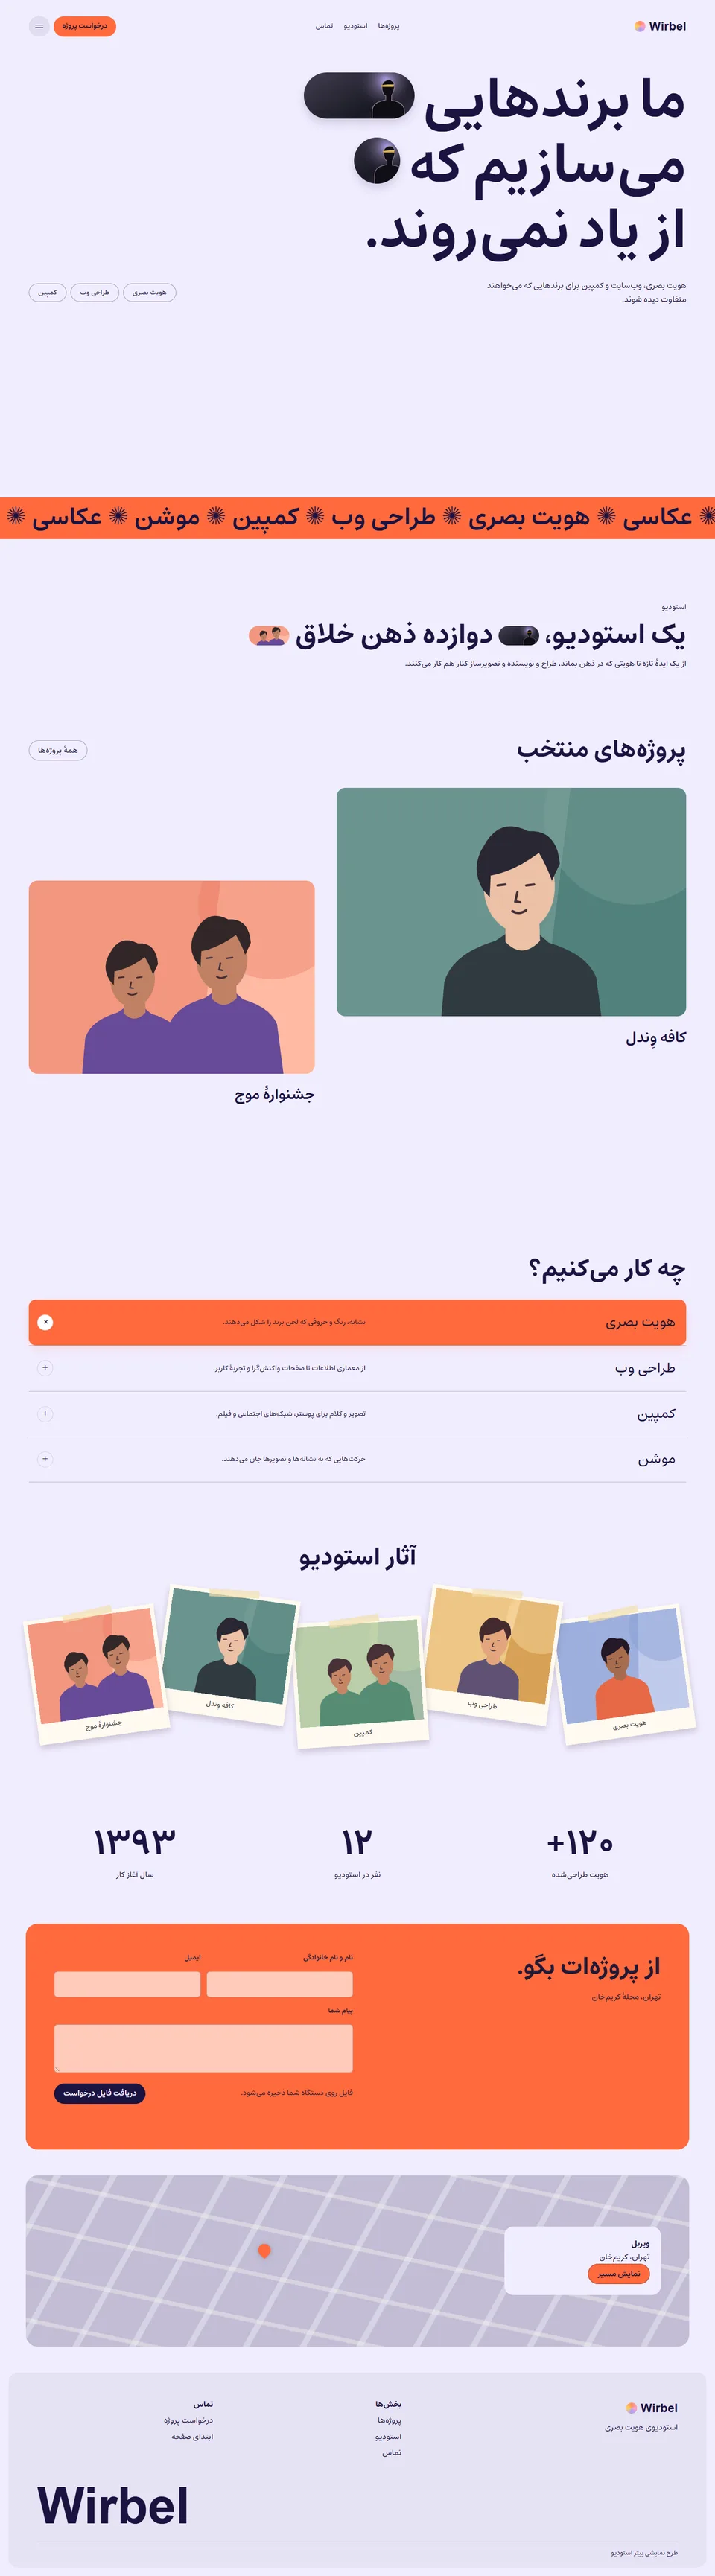 Wirbel
پروژه‌ها
استودیو
تماس
درخواست پروژه
ما برندهایی
می‌سازیم که
از یاد نمی‌روند.
هویت بصری، وب‌سایت و کمپین برای برندهایی که می‌خواهند
متفاوت دیده شوند.
هویت بصری
طراحی وب
کمپین
عکاسی ✺ هویت بصری ✺ طراحی وب ✺ کمپین ✺ موشن ✺ عکاسی ✺
استودیو
یک استودیو، دوازده ذهن خلاق
از یک ایدهٔ تازه تا هویتی که در ذهن بماند، طراح و نویسنده و تصویرساز کنار هم کار می‌کنند.
پروژه‌های منتخب
همهٔ پروژه‌ها
کافه وِندل
جشنوارهٔ موج
چه کار می‌کنیم؟
هویت بصری
نشانه، رنگ و حروفی که لحن برند را شکل می‌دهند.
طراحی وب
از معماری اطلاعات تا صفحات واکنش‌گرا و تجربهٔ کاربر.
کمپین
تصویر و کلام برای پوستر، شبکه‌های اجتماعی و فیلم.
موشن
حرکت‌هایی که به نشانه‌ها و تصویرها جان می‌دهند.
آثار استودیو
هویت بصری
طراحی وب
کمپین
کافه وندل
جشنوارهٔ موج
+۱۲۰
هویت طراحی‌شده
۱۲
نفر در استودیو
۱۳۹۳
سال آغاز کار
از پروژه‌ات بگو.
تهران، محلهٔ کریم‌خان
نام و نام خانوادگی
ایمیل
پیام شما
فایل روی دستگاه شما ذخیره می‌شود.
دریافت فایل درخواست
ویربل
تهران، کریم‌خان
نمایش مسیر
Wirbel
استودیوی هویت بصری
بخش‌ها
پروژه‌ها
استودیو
تماس
تماس
درخواست پروژه
ابتدای صفحه
Wirbel
طرح نمایشی بیتر استودیو